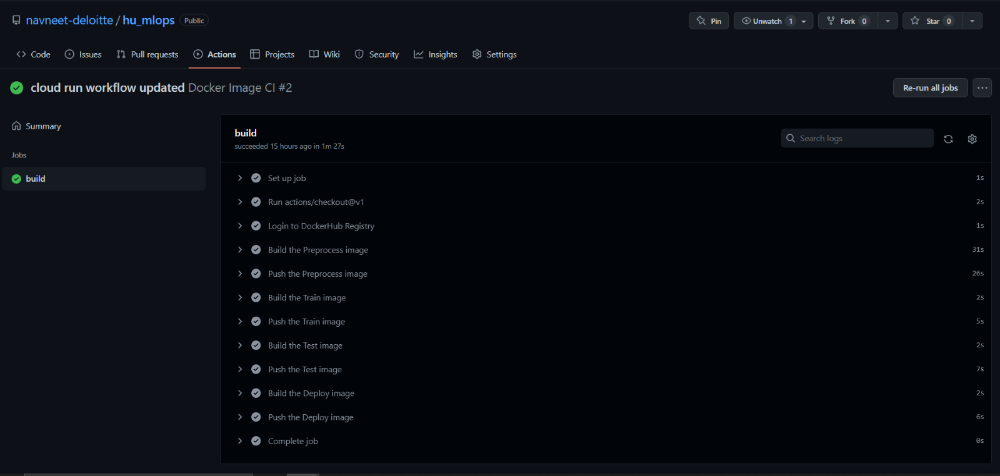 navneet-deloitte / hu_mlops Public Pin Unwatch 1 Fork 0 Star 0
Code Issues Pull requests Actions Projects Wiki Security Insights Settings
cloud run workflow updated Docker Image CI #2 Re-run all jobs ...
Summary
Jobs
build
build
succeeded 15 hours ago in 1m 27s
Search logs
Set up job 1s
Run actions/checkout@v1 2s
Login to DockerHub Registry 1s
Build the Preprocess image 31s
Push the Preprocess image 26s
Build the Train image 2s
Push the Train image 5s
Build the Test image 2s
Push the Test image 7s
Build the Deploy image 2s
Push the Deploy image 6s
Complete job 0s